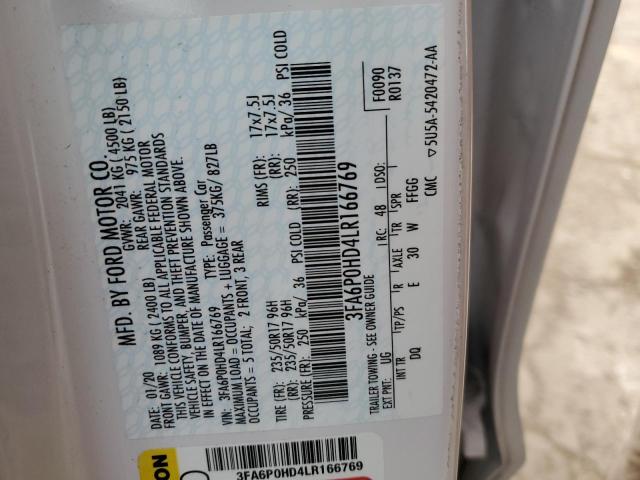 MFD. BY FORD MOTOR CO.
07/20 GVWR: 2041 KG ( 4500 LB)
FRONT GAWR: 1089 KG ( 2400 LB) REAR GAWR: 975 KG ( 2150 LB)
THIS VEHICLE CONFORMS TO ALL APPLICABLE FEDERAL MOTOR
VEHICLE SAFETY, BUMPER, AND THEFT PREVENTION STANDARDS
IN EFFECT ON THE DATE OF MANUFACTURE SHOWN ABOVE.
VIN: 3FA6P0HD4LR166769 TYPE: Passenger Car
MAXIMUM LOAD = OCCUPANTS + LUGGAGE = 375KG/ 827LB
OCCUPANTS = 5 TOTAL; 2 FRONT, 3 REAR
TIRE (FR): 235/50R17 96H RIMS (FR): 17x7.5J
TIRE (RR): 235/50R17 96H (RR): 17x7.5J
PRESSURE (FR): 250 kPa/ 36 PSI COLD (RR): 250 kPa/ 36 PSI COLD
3FA6P0HD4LR166769
F0090
R0137
TRAILER TOWING - SEE OWNER GUIDE
EXT PNT: UG RC: 48 DSO:
INT TR TP/PS R AXLE TR SPR
DQ E 30 W FFGG
CMC ▽5U5A-5420472-AA
3FA6P0HD4LR166769